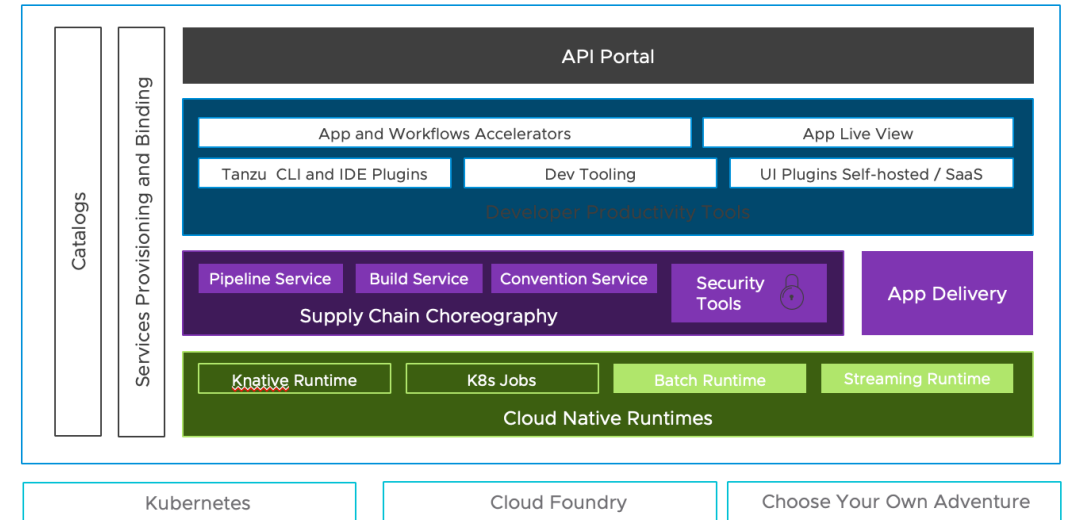 Catalogs
Services Provisioning and Binding
API Portal
App and Workflows Accelerators
App Live View
Tanzu CLI and IDE Plugins
Dev Tooling
UI Plugins Self-hosted / SaaS
Developer Productivity Tools
Pipeline Service
Build Service
Convention Service
Security
Tools
Supply Chain Choreography
App Delivery
Knative Runtime
K8s Jobs
Batch Runtime
Streaming Runtime
Cloud Native Runtimes
Kubernetes
Cloud Foundry
Choose Your Own Adventure